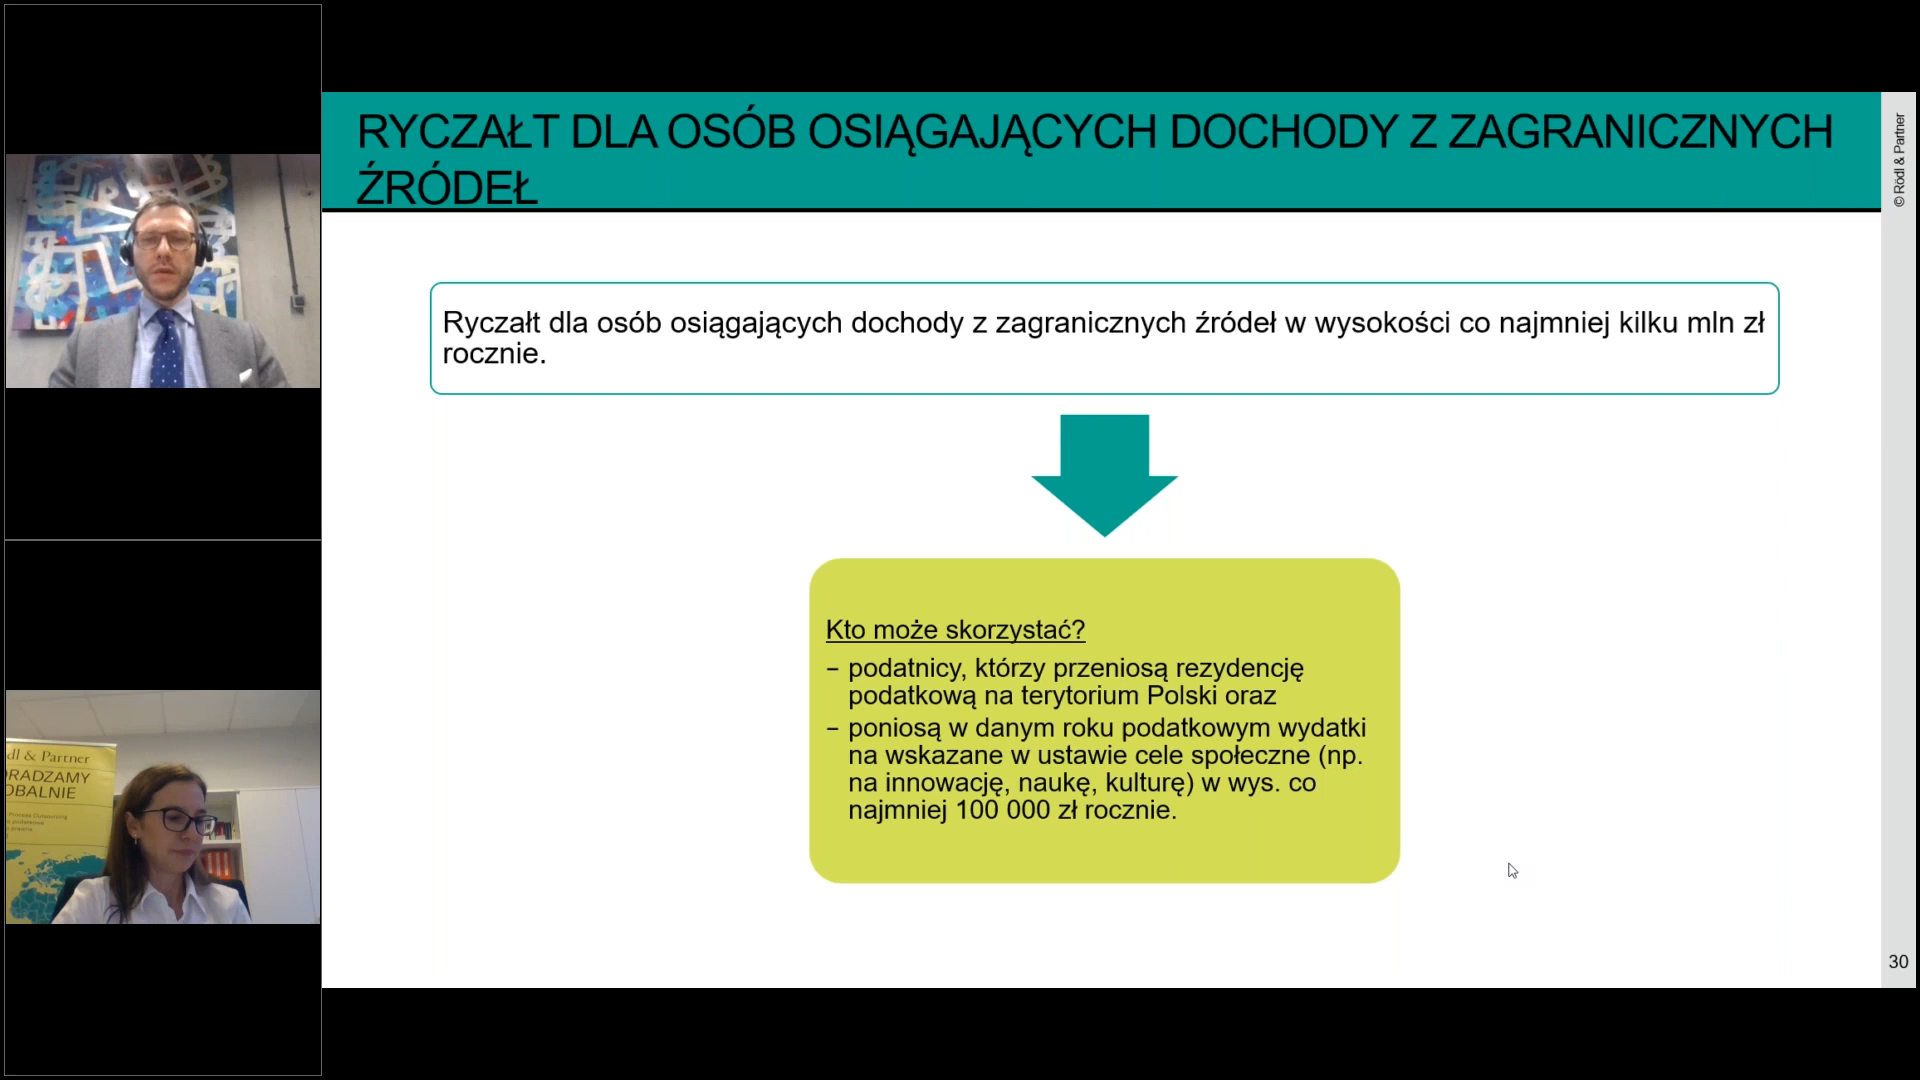 RYCZAŁT DLA OSÓB OSIĄGAJĄCYCH DOCHODY Z ZAGRANICZNYCH
ŹRÓDEŁ
© Rödl & Partner
Ryczałt dla osób osiągających dochody z zagranicznych źródeł w wysokości co najmniej kilku mln zł
rocznie.
Kto może skorzystać?
– podatnicy, którzy przeniosą rezydencję
podatkową na terytorium Polski oraz
– poniosą w danym roku podatkowym wydatki
na wskazane w ustawie cele społeczne (np.
na innowację, naukę, kulturę) w wys. co
najmniej 100 000 zł rocznie.
30
dl & Partner
RADZAMY
OBALNIE